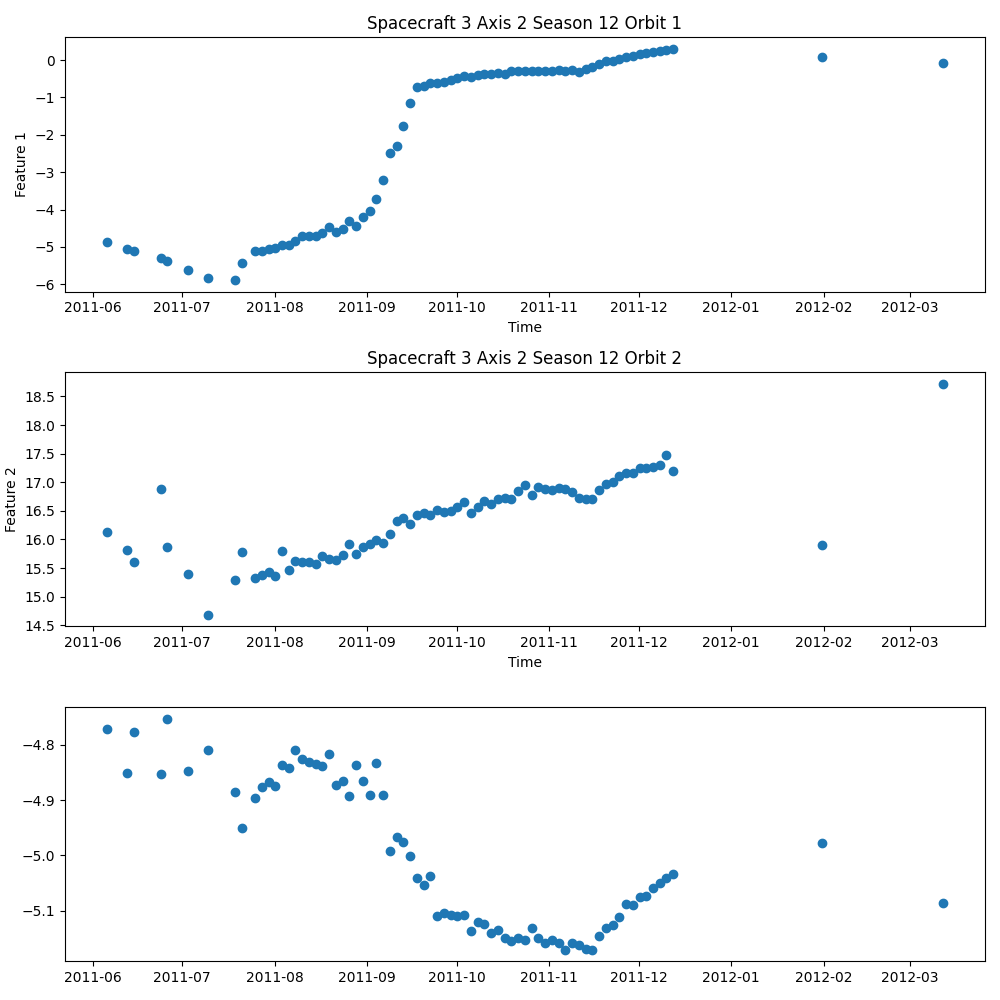 Spacecraft 3 Axis 2 Season 12 Orbit 1
0
−1
−2
−3
−4
−5
−6
Feature 1
2011-06 2011-07 2011-08 2011-09 2011-10 2011-11 2011-12 2012-01 2012-02 2012-03
Time
Spacecraft 3 Axis 2 Season 12 Orbit 2
18.5
18.0
17.5
17.0
16.5
16.0
15.5
15.0
14.5
Feature 2
2011-06 2011-07 2011-08 2011-09 2011-10 2011-11 2011-12 2012-01 2012-02 2012-03
Time
−4.8
−4.9
−5.0
−5.1
2011-06 2011-07 2011-08 2011-09 2011-10 2011-11 2011-12 2012-01 2012-02 2012-03